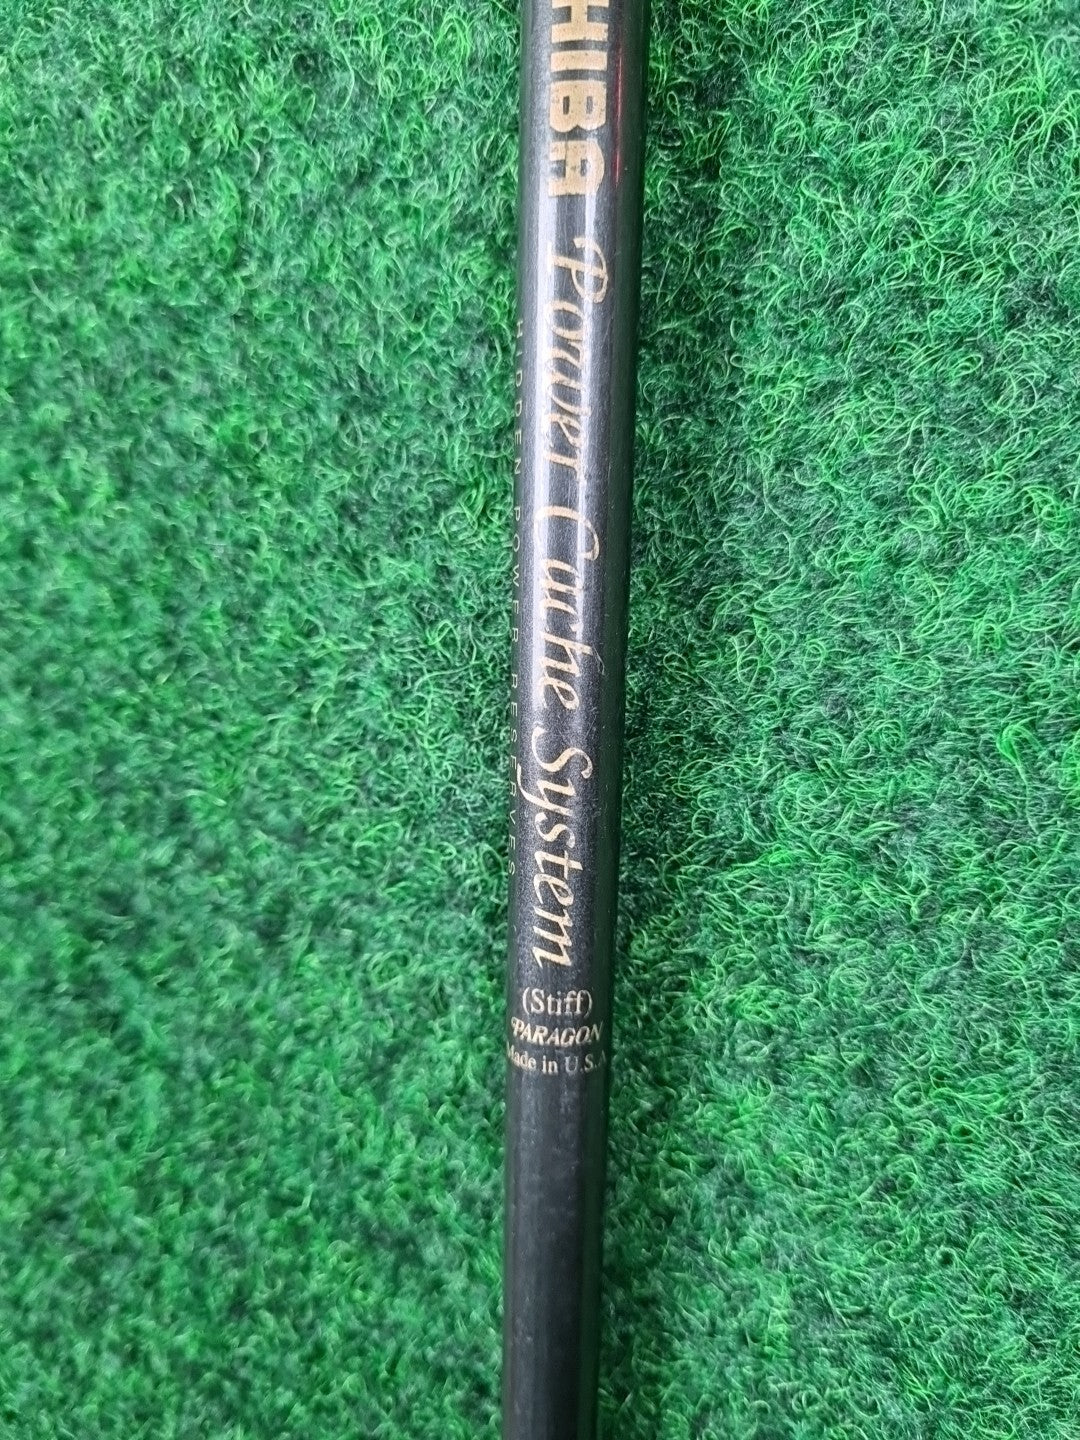 HIBA
Power Cache System
HIDDEN POWER RESERVES
(Stiff)
PARAGON
Made in U.S.A